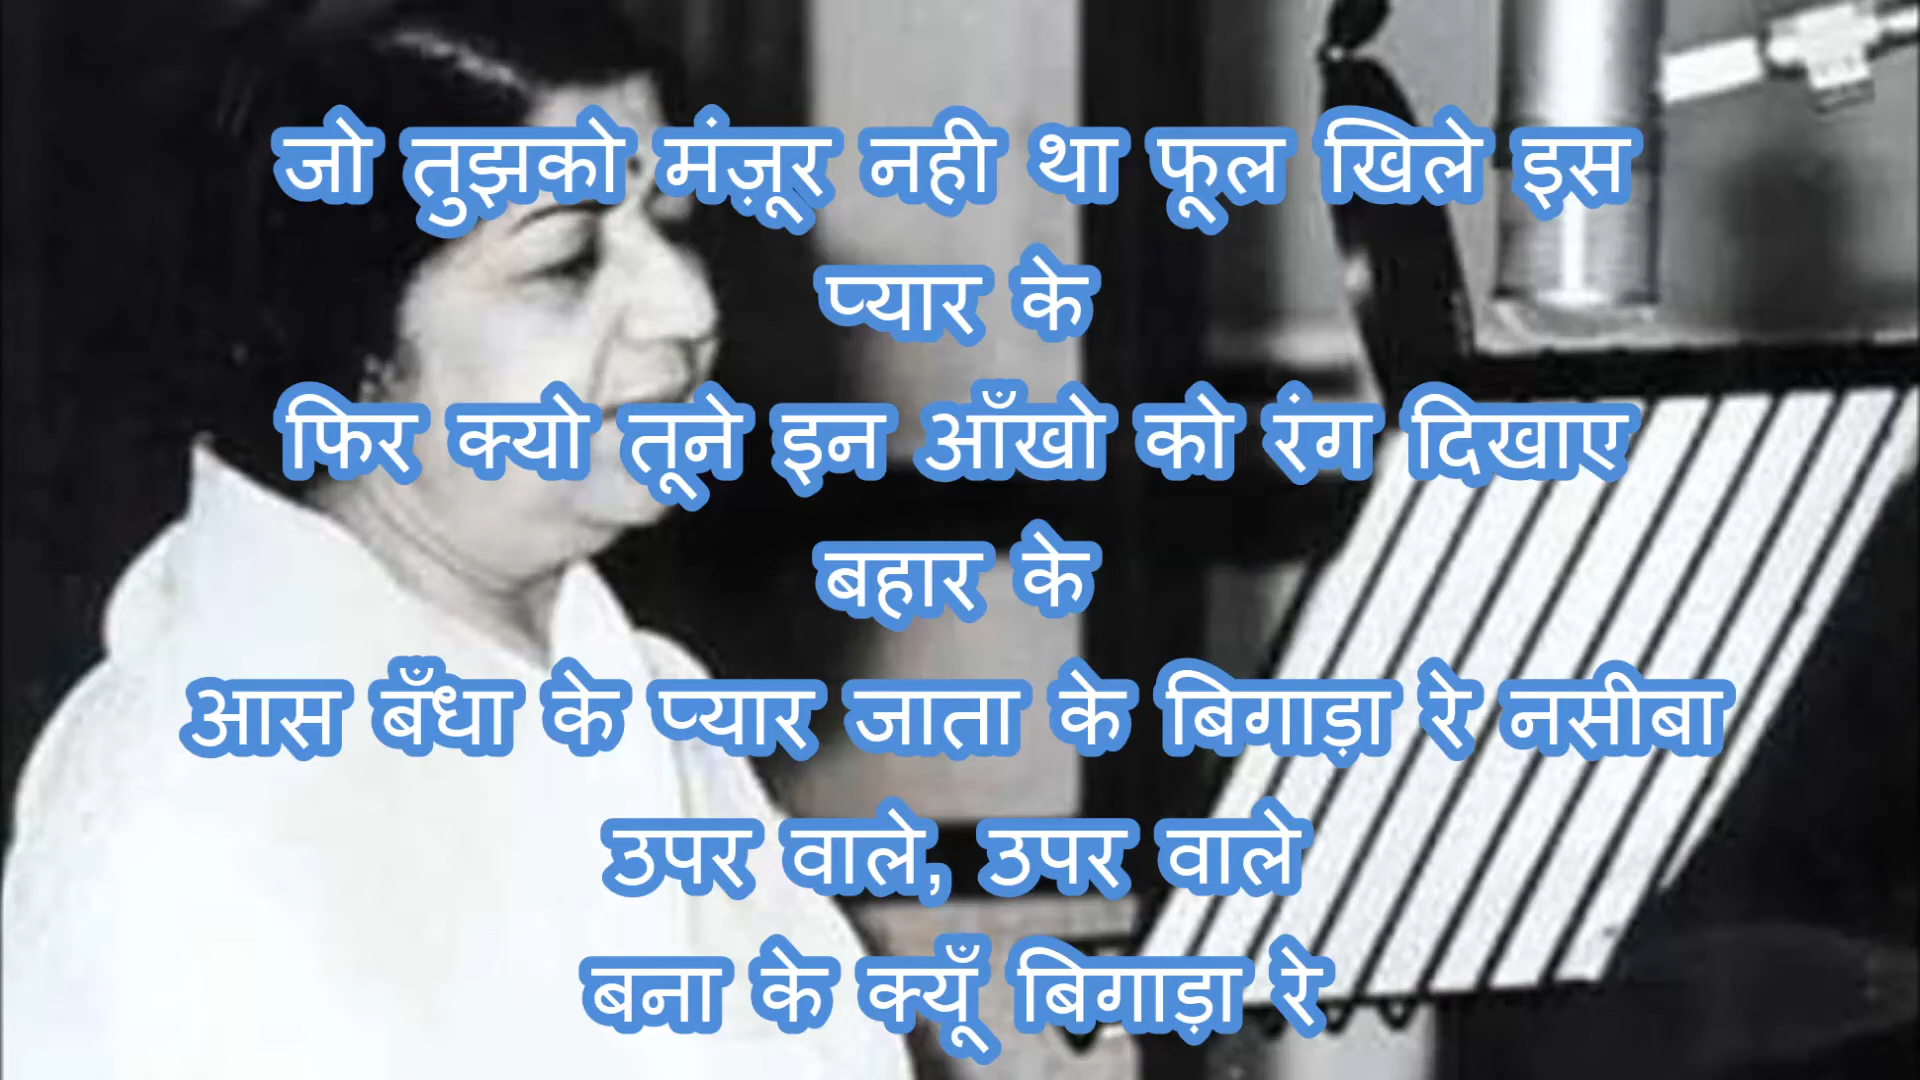 जो तुझको मंज़ूर नही था फूल खिले इस
प्यार के
फिर क्यो तूने इन आँखो को रंग दिखाए
बहार के
आस बँधा के प्यार जाता के बिगाड़ा रे नसीबा
उपर वाले, उपर वाले
बना के क्यूँ बिगाड़ा रे